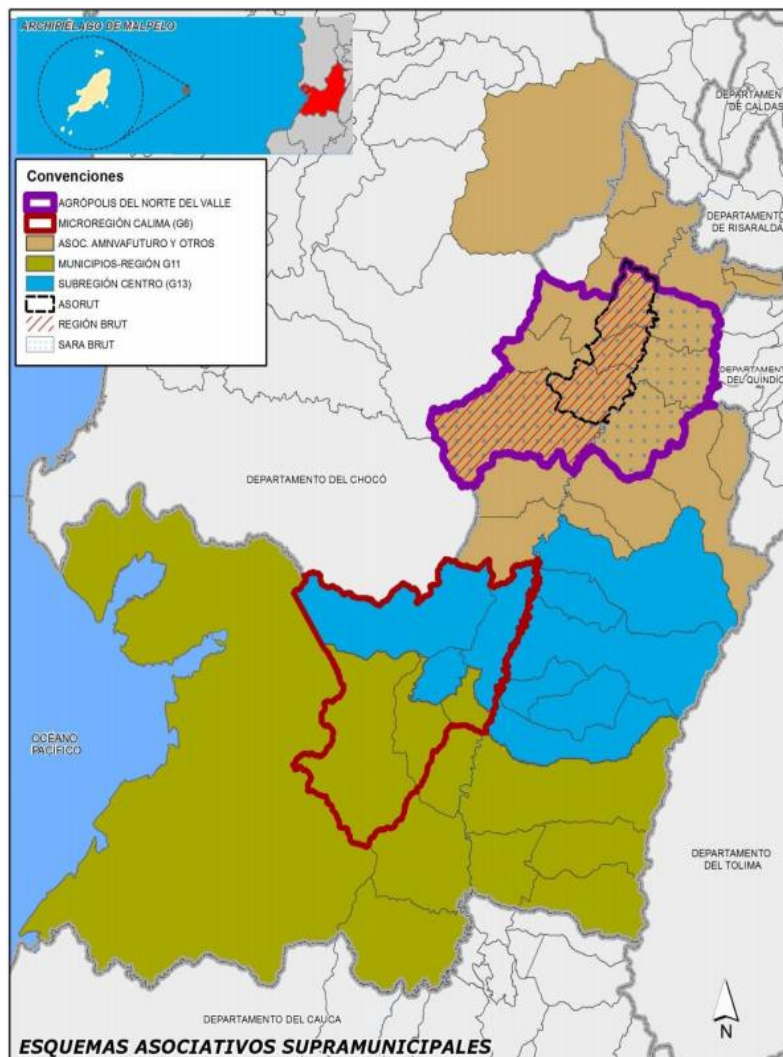 ARCHIPIÉLAGO DE MALPELO
Convenciones
AGRÓPOLIS DEL NORTE DEL VALLE
MICROREGIÓN CALIMA (G6)
ASOC. AMNVAFUTURO Y OTROS
MUNICIPIOS-REGIÓN G11
SUBREGIÓN CENTRO (G13)
ASORUT
REGIÓN BRUT
SARA BRUT
DEPARTAMENTO
DE CALDAS
DEPARTAMENTO
DE RISARALDA
DEPARTAMENTO
DEL QUINDÍO
DEPARTAMENTO DEL CHOCÓ
OCÉANO
PACÍFICO
DEPARTAMENTO
DEL TOLIMA
DEPARTAMENTO DEL CAUCA
N
ESQUEMAS ASOCIATIVOS SUPRAMUNICIPALES